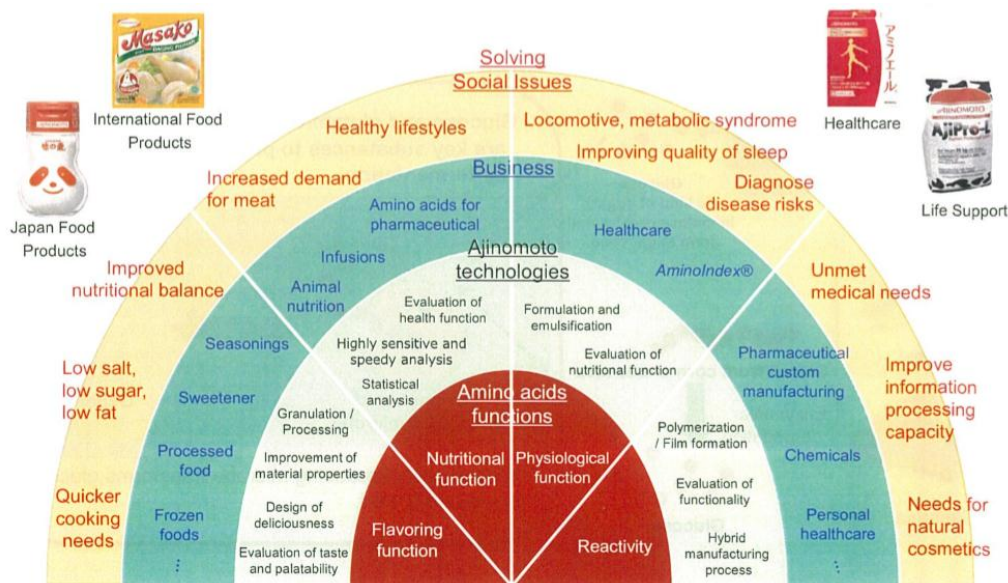 Solving
Social Issues
Masako
International Food
Products
Japan Food
Products
アミノエール
Healthcare
AJINOMOTO
AjiPro-L
Life Support
Healthy lifestyles
Locomotive, metabolic syndrome
Improving quality of sleep
Increased demand
for meat
Diagnose
disease risks
Improved
nutritional balance
Unmet
medical needs
Low salt,
low sugar,
low fat
Improve
information
processing
capacity
Quicker
cooking
needs
Needs for
natural
cosmetics
Business
Amino acids for
pharmaceutical
Infusions
Animal
nutrition
Healthcare
AminoIndex®
Seasonings
Sweetener
Processed
food
Frozen
foods
⋮
Pharmaceutical
custom
manufacturing
Chemicals
Personal
healthcare
⋮
Ajinomoto
technologies
Evaluation of
health function
Highly sensitive and
speedy analysis
Statistical
analysis
Formulation and
emulsification
Evaluation of
nutritional function
Granulation /
Processing
Improvement of
material properties
Design of
deliciousness
Evaluation of taste
and palatability
Polymerization
/ Film formation
Evaluation of
functionality
Hybrid
manufacturing
process
Amino acids
functions
Nutritional
function
Physiological
function
Flavoring
function
Reactivity